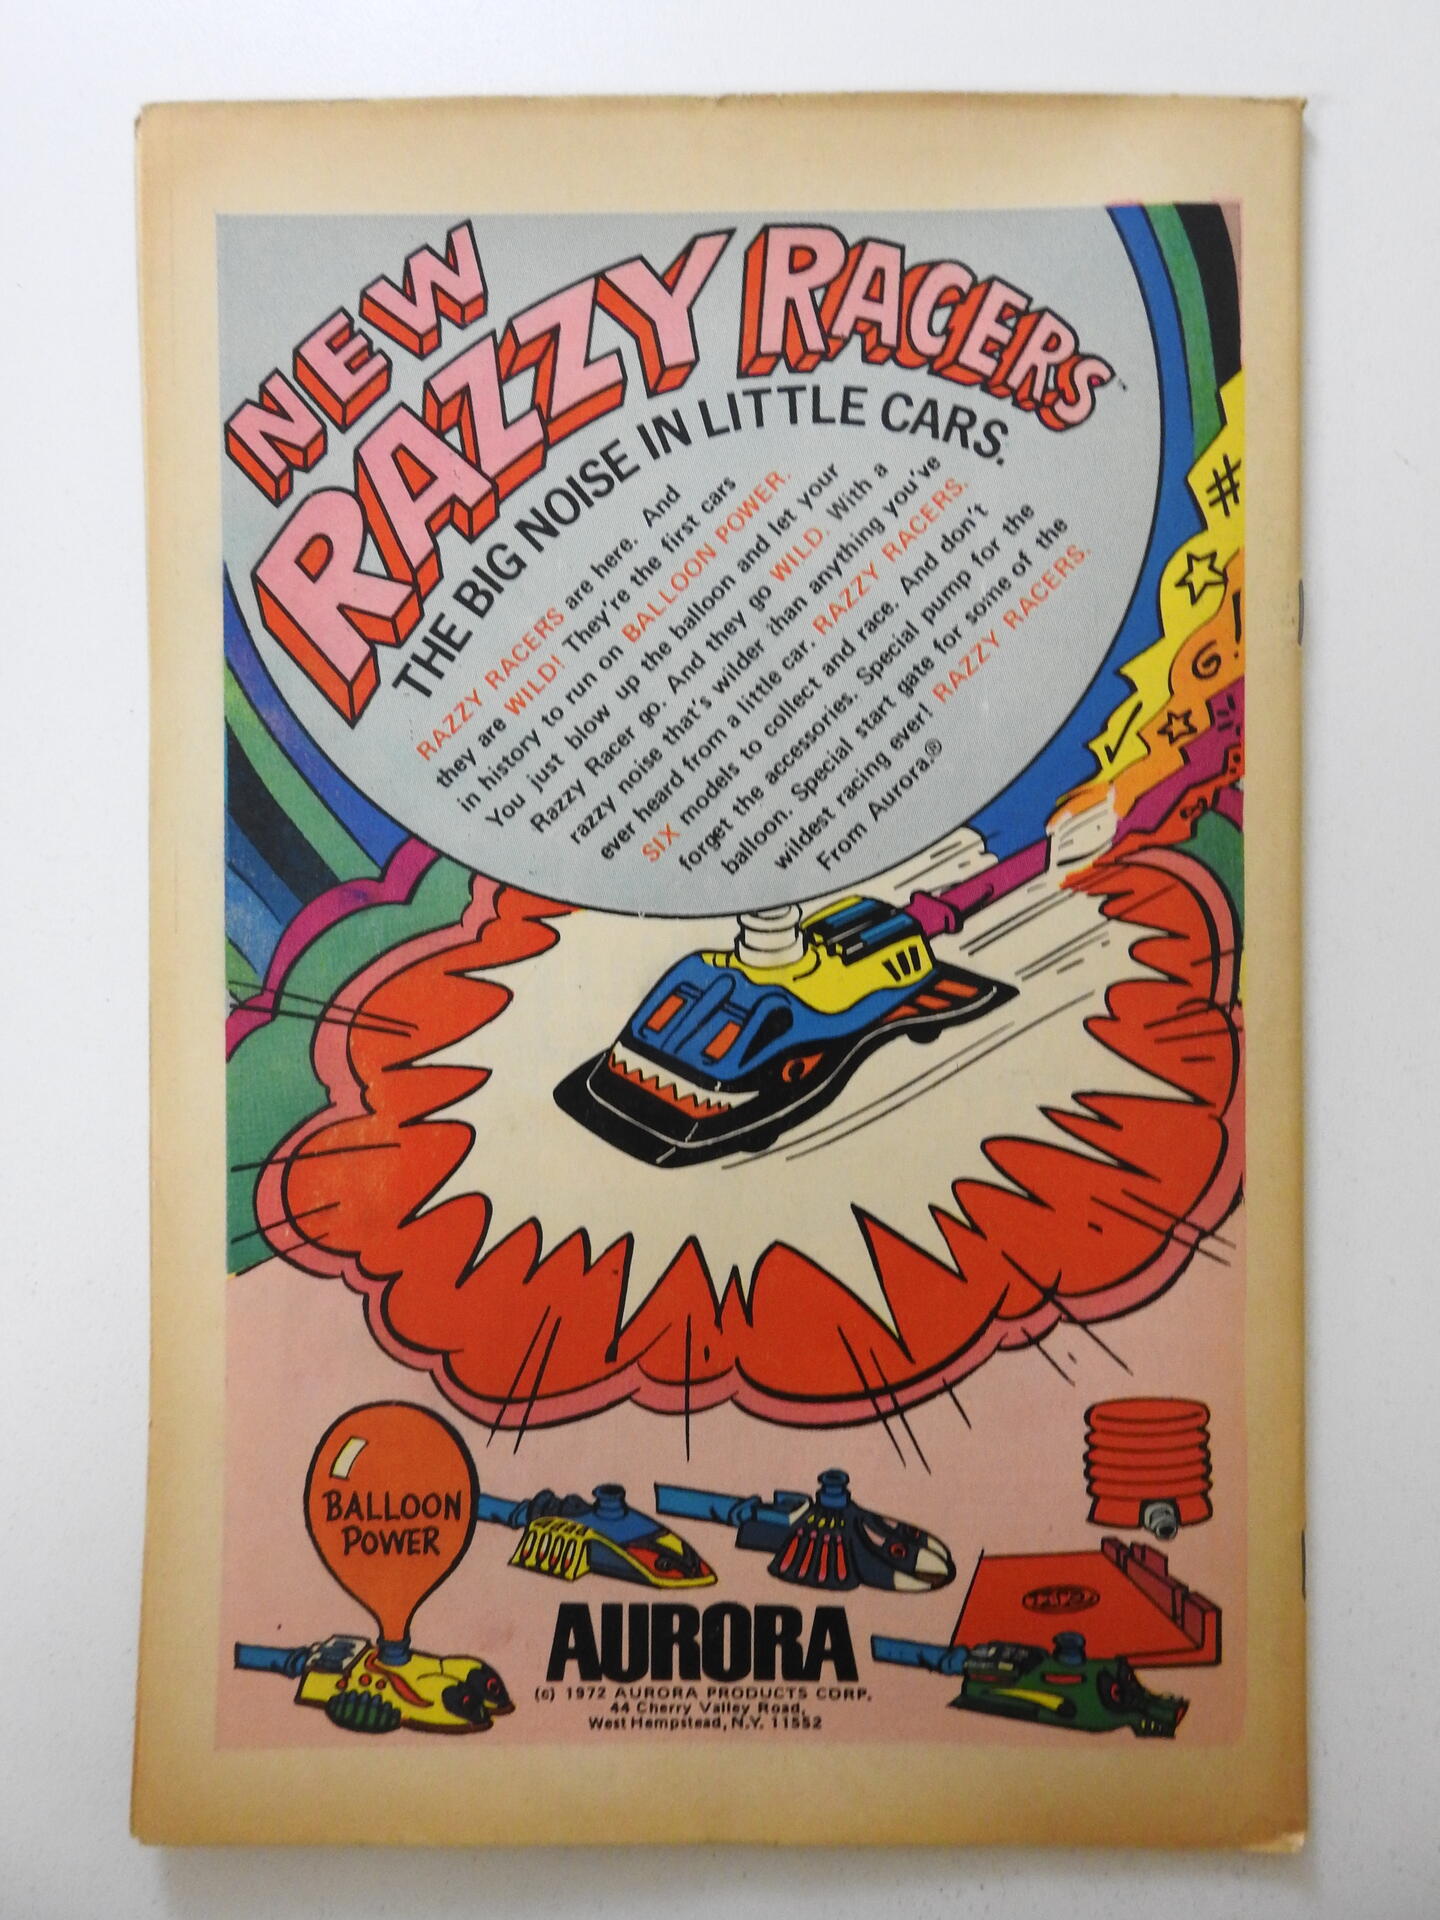 NEW
RAZZY RACERS™
THE BIG NOISE IN LITTLE CARS.
RAZZY RACERS are here. And
they are WILD! They're the first cars
in history to run on BALLOON POWER.
You just blow up the balloon and let your
Razzy Racer go. And they go WILD. With a
razzy noise that's wilder than anything you've
ever heard from a little car. RAZZY RACERS.
SIX models to collect and race. And don't
forget the accessories. Special pump for the
balloon. Special start gate for some of the
wildest racing ever! RAZZY RACERS.
From Aurora.®
#
!
G
BALLOON
POWER
AURORA
(c) 1972 AURORA PRODUCTS CORP.
44 Cherry Valley Road,
West Hempstead, N.Y. 11552